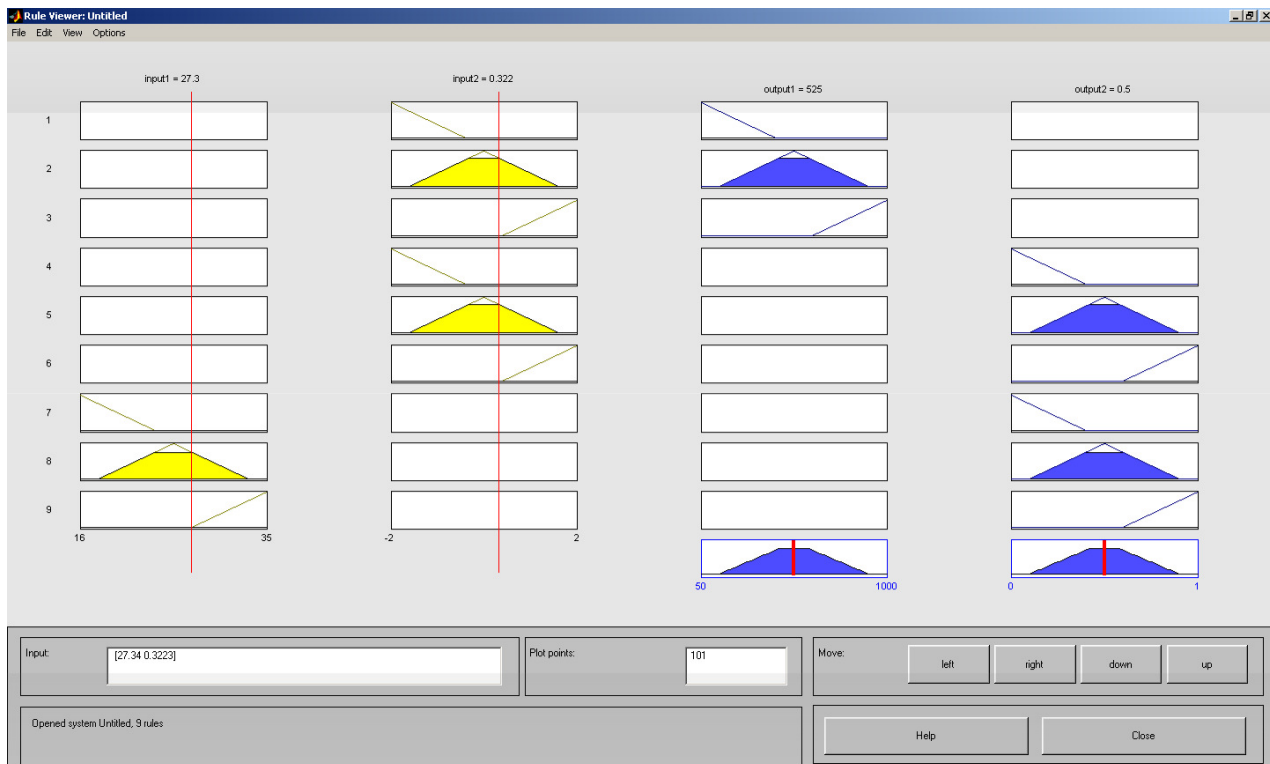 Rule Viewer: Untitled
File Edit View Options
input1 = 27.3
input2 = 0.322
output1 = 525
output2 = 0.5
1
2
3
4
5
6
7
8
9
16 35
-2 2
50 1000
0 1
Input:
[27.34 0.3223]
Plot points:
101
Move:
left
right
down
up
Opened system Untitled, 9 rules
Help
Close